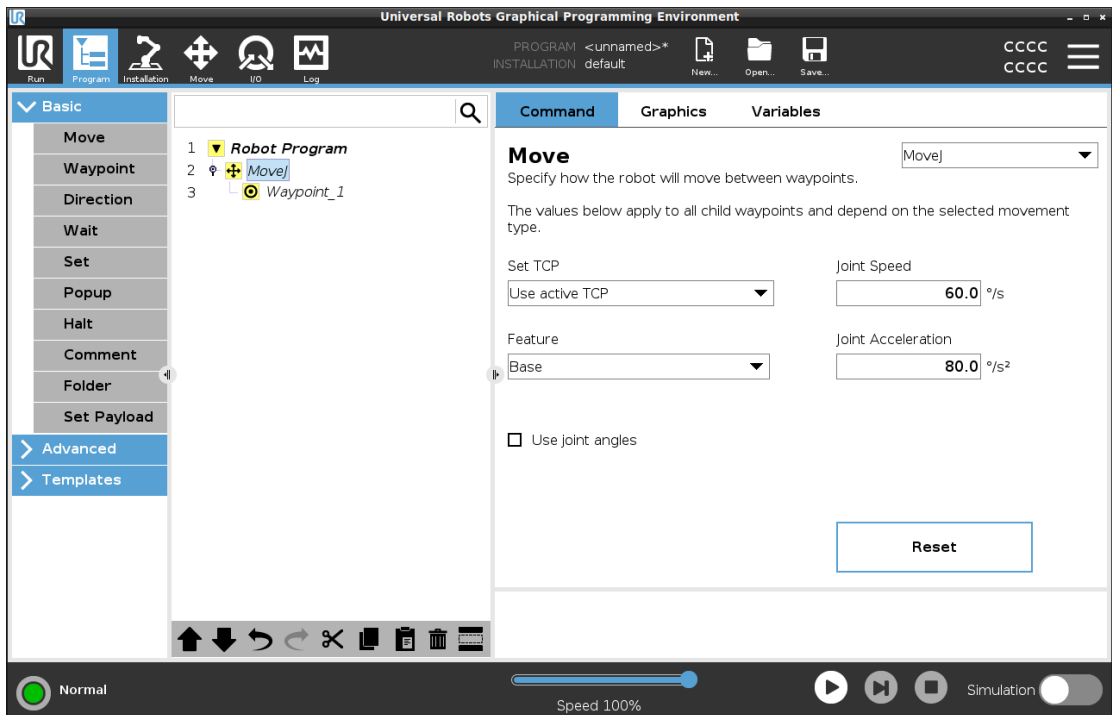 Universal Robots Graphical Programming Environment
UR
Run
Program
Installation
Move
I/O
Log
PROGRAM <unnamed>*
INSTALLATION default
New...
Open...
Save...
CCCC
CCCC
Basic
Move
Waypoint
Direction
Wait
Set
Popup
Halt
Comment
Folder
Set Payload
Advanced
Templates
1 Robot Program
2 MoveJ
3 Waypoint_1
Command Graphics Variables
Move
MoveJ
Specify how the robot will move between waypoints.
The values below apply to all child waypoints and depend on the selected movement
type.
Set TCP
Joint Speed
Use active TCP
60.0 °/s
Feature
Joint Acceleration
Base
80.0 °/s²
Use joint angles
Reset
Normal
Speed 100%
Simulation